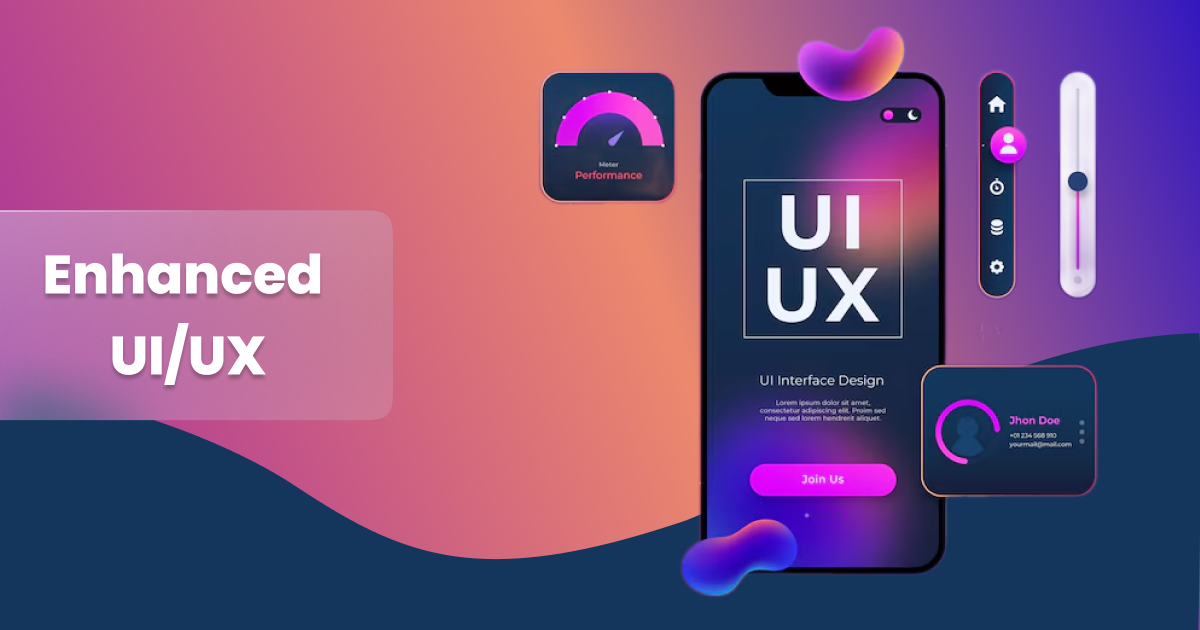 Enhanced
UI/UX
Meter
Performance
UI
UX
UI Interface Design
Lorem ipsum dolor sit amet,
consectetur adipiscing elit. Proim sed
neque sed lorem hendrerit aliquet.
Join Us
Jhon Doe
+01 234 568 910
yourmail@mail.com